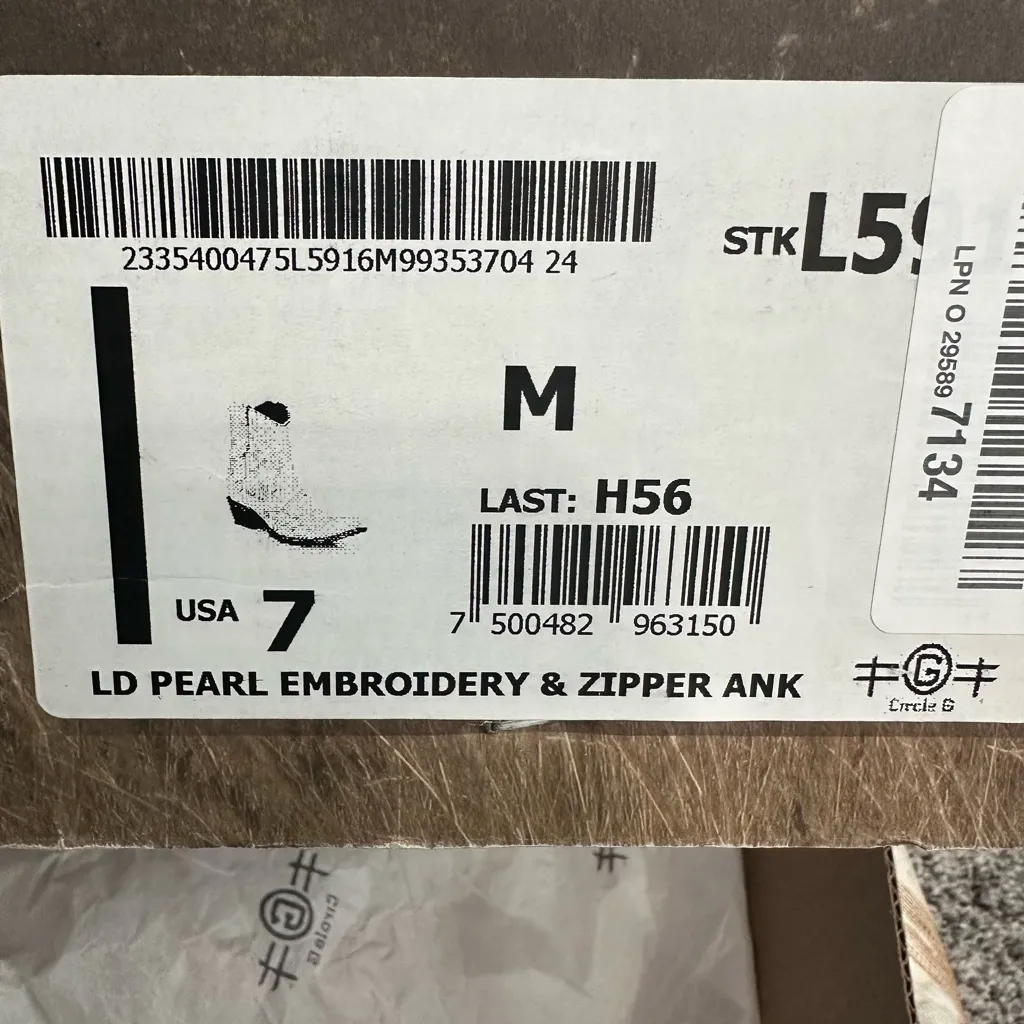 2335400475L5916M99353704 24
STK L59
LPN O 29589 7134
M
LAST: H56
7 500482 963150
USA 7
LD PEARL EMBROIDERY & ZIPPER ANK
G
Circle G
G
Circle G